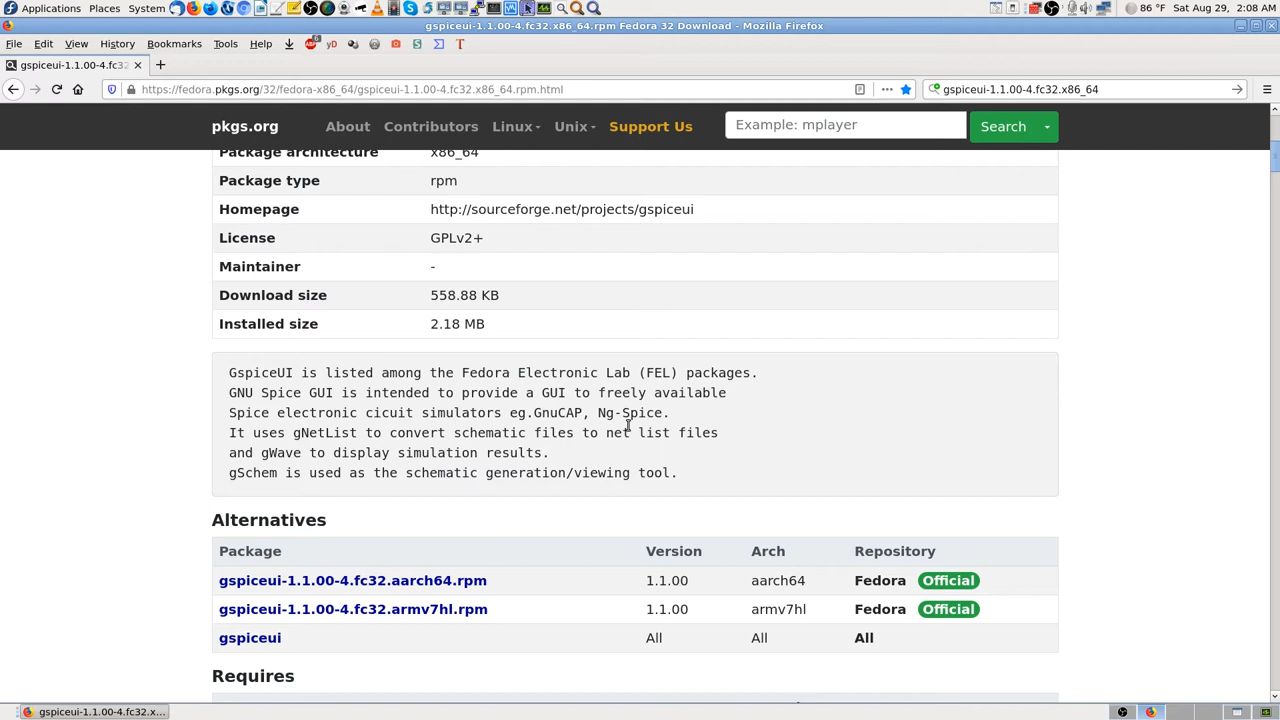 Applications Places System 86 °F Sat Aug 29, 2:08 AM
gspiceui-1.1.00-4.fc32.x86_64.rpm Fedora 32 Download - Mozilla Firefox
File Edit View History Bookmarks Tools Help
gspiceui-1.1.00-4.fc32.x
https://fedora.pkgs.org/32/fedora-x86_64/gspiceui-1.1.00-4.fc32.x86_64.rpm.html gspiceui-1.1.00-4.fc32.x86_64
pkgs.org About Contributors Linux Unix Support Us Example: mplayer Search
Package architecture x86_64
Package type rpm
Homepage http://sourceforge.net/projects/gspiceui
License GPLv2+
Maintainer -
Download size 558.88 KB
Installed size 2.18 MB
GspiceUI is listed among the Fedora Electronic Lab (FEL) packages.
GNU Spice GUI is intended to provide a GUI to freely available
Spice electronic cicuit simulators eg.GnuCAP, Ng-Spice.
It uses gNetList to convert schematic files to net list files
and gWave to display simulation results.
gSchem is used as the schematic generation/viewing tool.
Alternatives
Package Version Arch Repository
gspiceui-1.1.00-4.fc32.aarch64.rpm 1.1.00 aarch64 Fedora Official
gspiceui-1.1.00-4.fc32.armv7hl.rpm 1.1.00 armv7hl Fedora Official
gspiceui All All All
Requires
gspiceui-1.1.00-4.fc32.x...